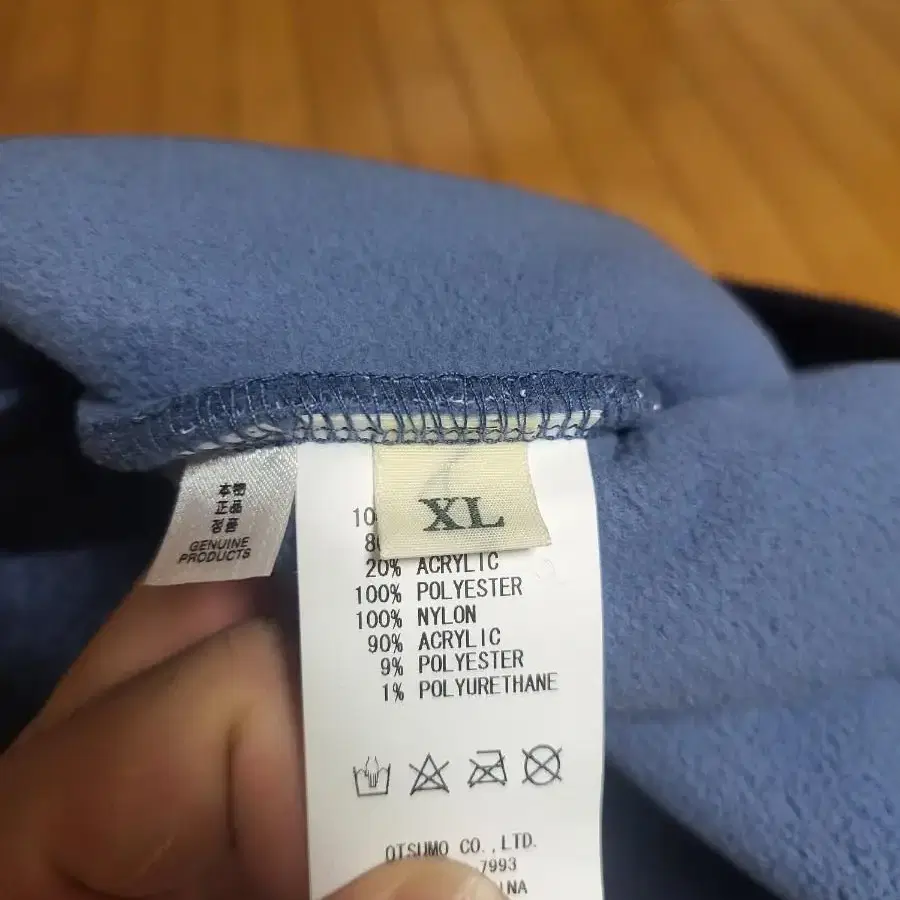 本物
正品
정품
GENUINE
PRODUCTS
XL
20% ACRYLIC
100% POLYESTER
100% NYLON
90% ACRYLIC
9% POLYESTER
1% POLYURETHANE
OTSUMO CO.,LTD.
7993